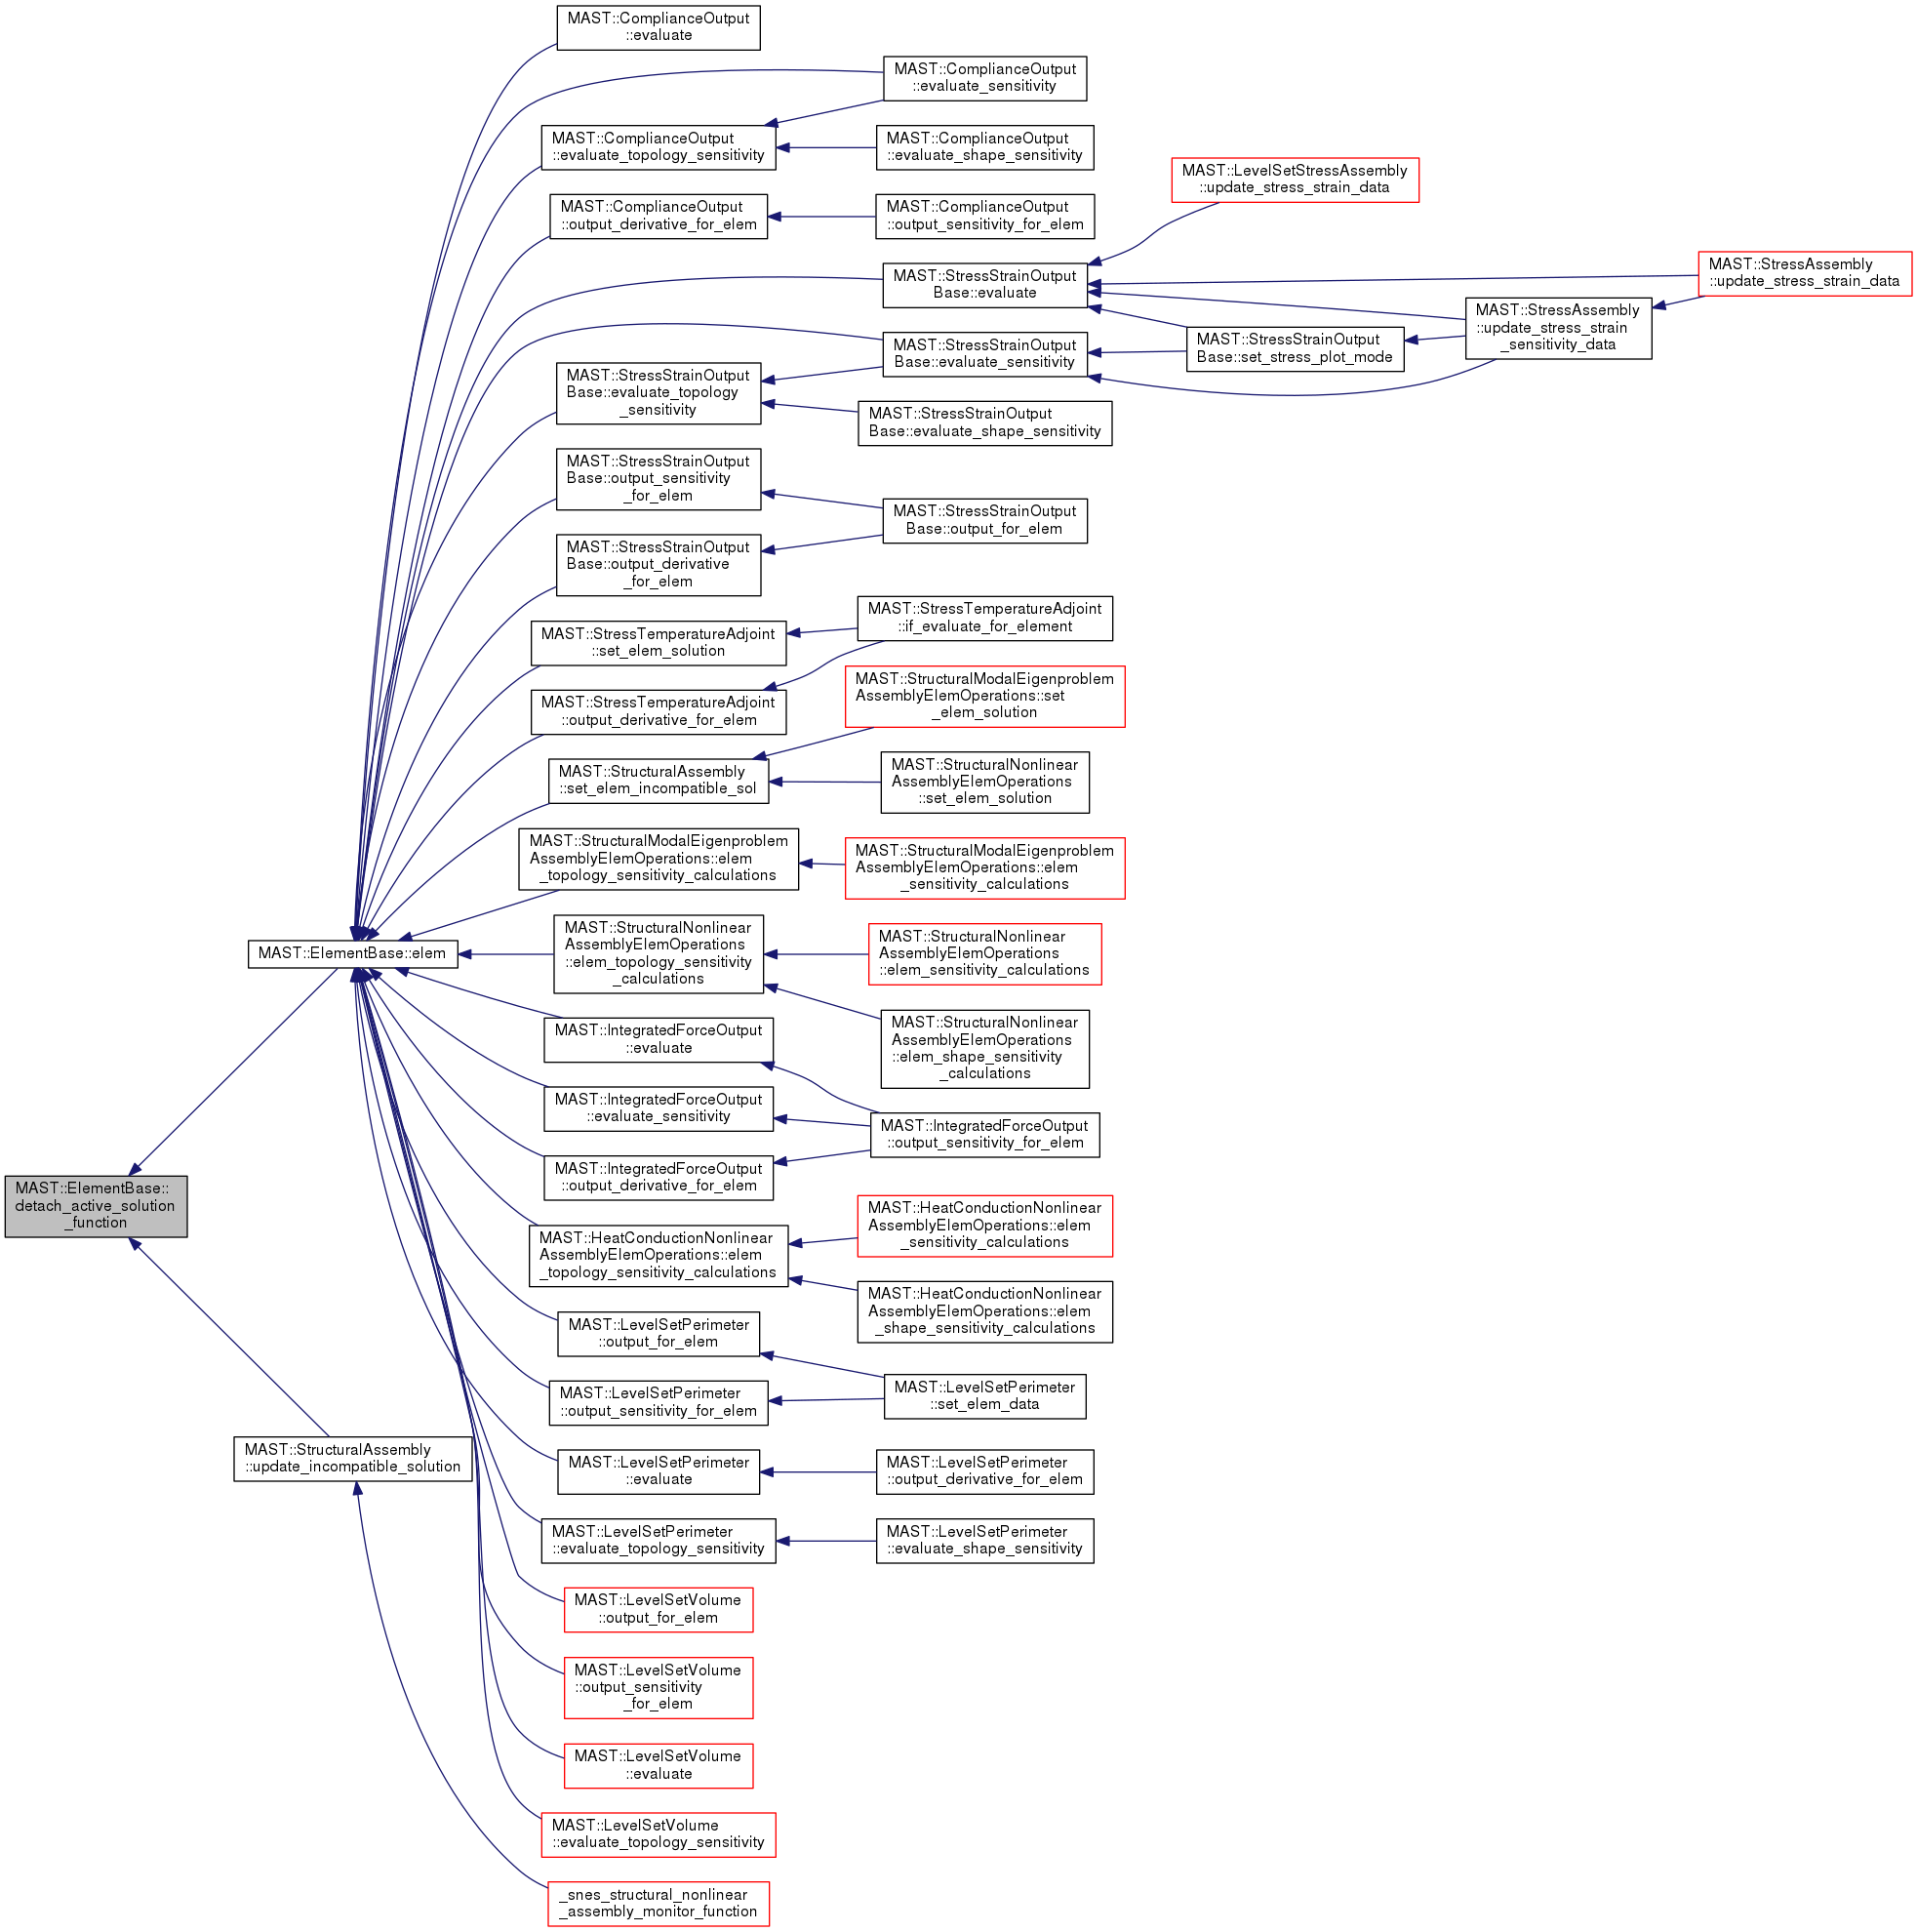 MAST::ElementBase::
detach_active_solution
_function
MAST::ElementBase::elem
MAST::StructuralAssembly
::update_incompatible_solution
MAST::ComplianceOutput
::evaluate
MAST::ComplianceOutput
::evaluate_sensitivity
MAST::ComplianceOutput
::evaluate_topology_sensitivity
MAST::ComplianceOutput
::evaluate_shape_sensitivity
MAST::ComplianceOutput
::output_derivative_for_elem
MAST::ComplianceOutput
::output_sensitivity_for_elem
MAST::StressStrainOutput
Base::evaluate
MAST::LevelSetStressAssembly
::update_stress_strain_data
MAST::StressAssembly
::update_stress_strain_data
MAST::StressAssembly
::update_stress_strain
_sensitivity_data
MAST::StressStrainOutput
Base::set_stress_plot_mode
MAST::StressStrainOutput
Base::evaluate_sensitivity
MAST::StressStrainOutput
Base::evaluate_topology
_sensitivity
MAST::StressStrainOutput
Base::evaluate_shape_sensitivity
MAST::StressStrainOutput
Base::output_sensitivity
_for_elem
MAST::StressStrainOutput
Base::output_for_elem
MAST::StressStrainOutput
Base::output_derivative
_for_elem
MAST::StressTemperatureAdjoint
::set_elem_solution
MAST::StressTemperatureAdjoint
::if_evaluate_for_element
MAST::StressTemperatureAdjoint
::output_derivative_for_elem
MAST::StructuralModalEigenproblem
AssemblyElemOperations::set
_elem_solution
MAST::StructuralAssembly
::set_elem_incompatible_sol
MAST::StructuralNonlinear
AssemblyElemOperations
::set_elem_solution
MAST::StructuralModalEigenproblem
AssemblyElemOperations::elem
_topology_sensitivity_calculations
MAST::StructuralModalEigenproblem
AssemblyElemOperations::elem
_sensitivity_calculations
MAST::StructuralNonlinear
AssemblyElemOperations
::elem_topology_sensitivity
_calculations
MAST::StructuralNonlinear
AssemblyElemOperations
::elem_sensitivity_calculations
MAST::StructuralNonlinear
AssemblyElemOperations
::elem_shape_sensitivity
_calculations
MAST::IntegratedForceOutput
::evaluate
MAST::IntegratedForceOutput
::evaluate_sensitivity
MAST::IntegratedForceOutput
::output_sensitivity_for_elem
MAST::IntegratedForceOutput
::output_derivative_for_elem
MAST::HeatConductionNonlinear
AssemblyElemOperations::elem
_topology_sensitivity_calculations
MAST::HeatConductionNonlinear
AssemblyElemOperations::elem
_sensitivity_calculations
MAST::HeatConductionNonlinear
AssemblyElemOperations::elem
_shape_sensitivity_calculations
MAST::LevelSetPerimeter
::output_for_elem
MAST::LevelSetPerimeter
::output_sensitivity_for_elem
MAST::LevelSetPerimeter
::set_elem_data
MAST::LevelSetPerimeter
::evaluate
MAST::LevelSetPerimeter
::output_derivative_for_elem
MAST::LevelSetPerimeter
::evaluate_topology_sensitivity
MAST::LevelSetPerimeter
::evaluate_shape_sensitivity
MAST::LevelSetVolume
::output_for_elem
MAST::LevelSetVolume
::output_sensitivity
_for_elem
MAST::LevelSetVolume
::evaluate
MAST::LevelSetVolume
::evaluate_topology_sensitivity
_snes_structural_nonlinear
_assembly_monitor_function